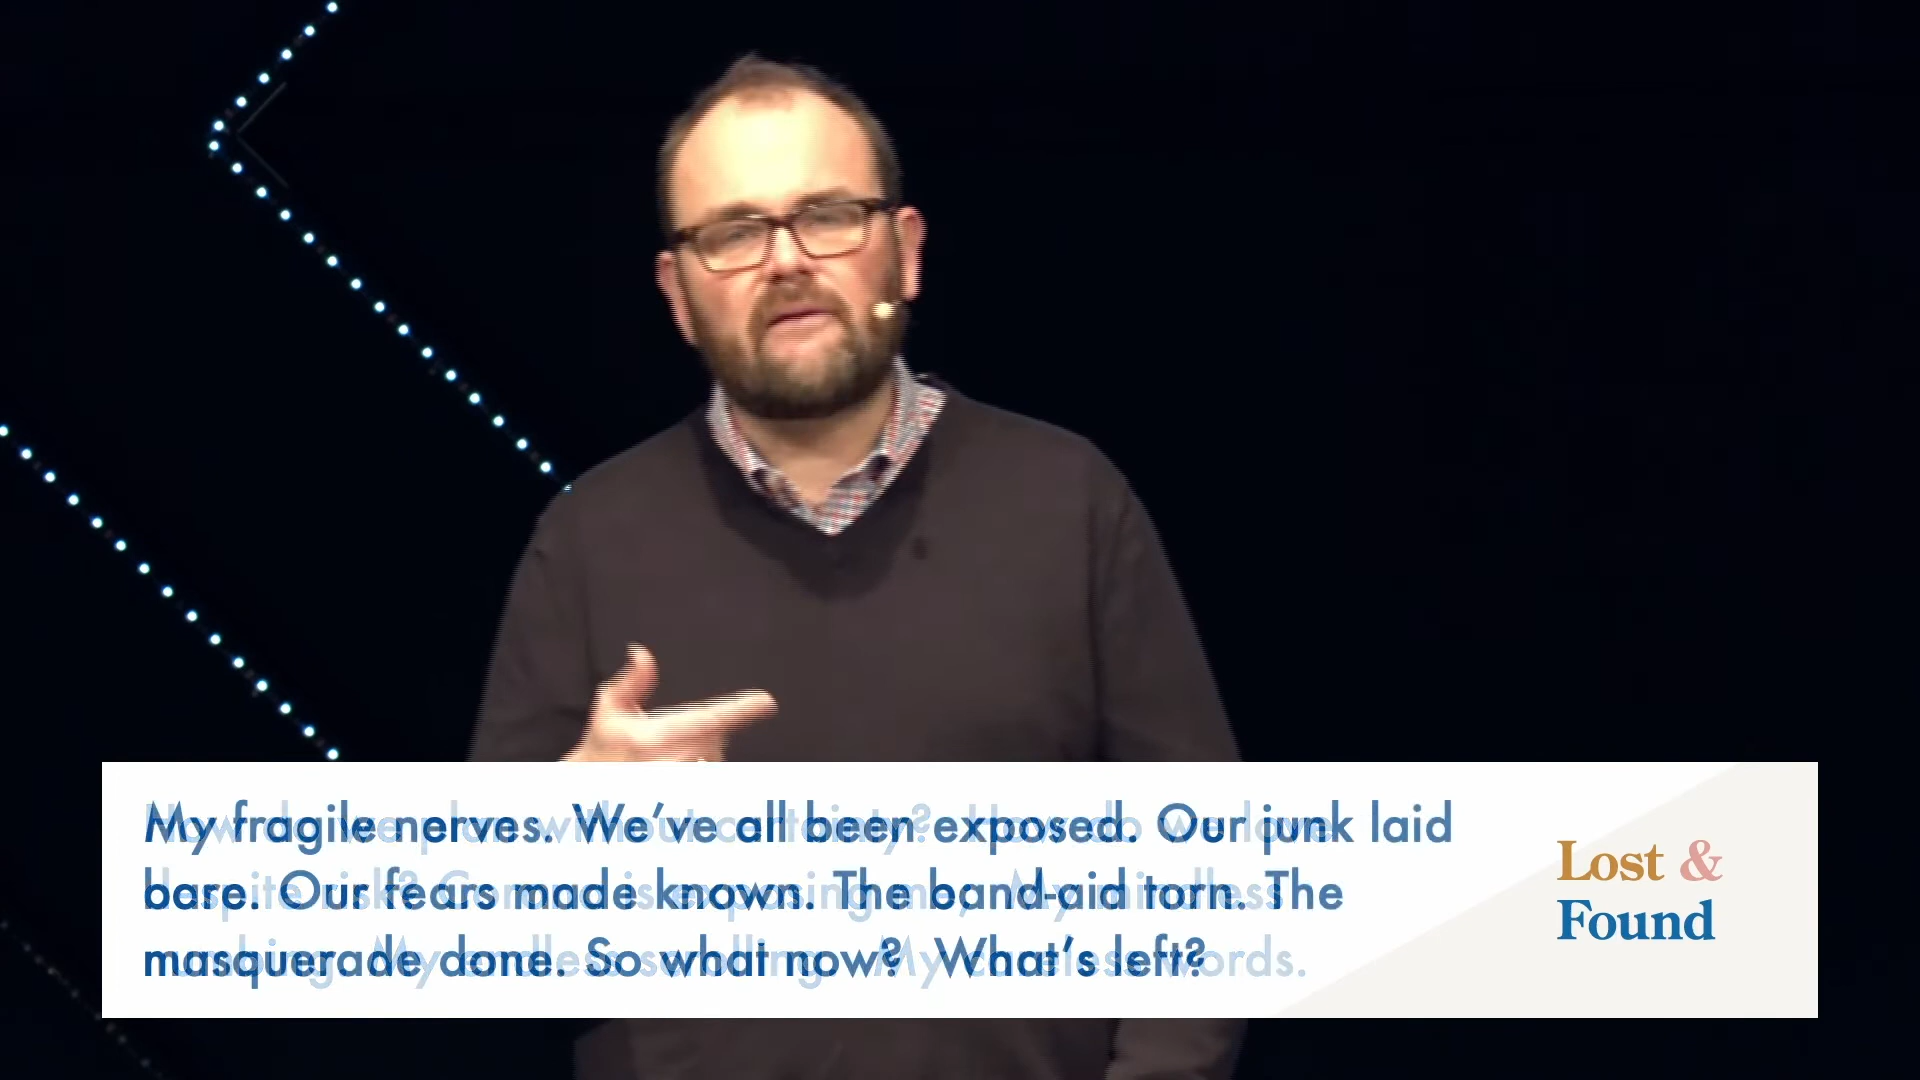 My fragile nerves. We've all been exposed. Our junk laid
bare. Our fears made known. The band-aid torn. The
masquerade done. So what now? What's left?
Lost &
Found